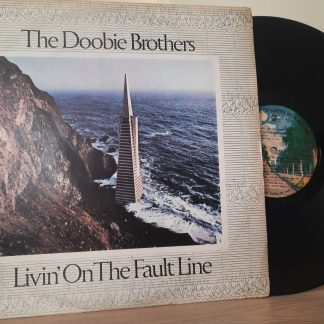 The Doobie Brothers
Livin' On The Fault Line